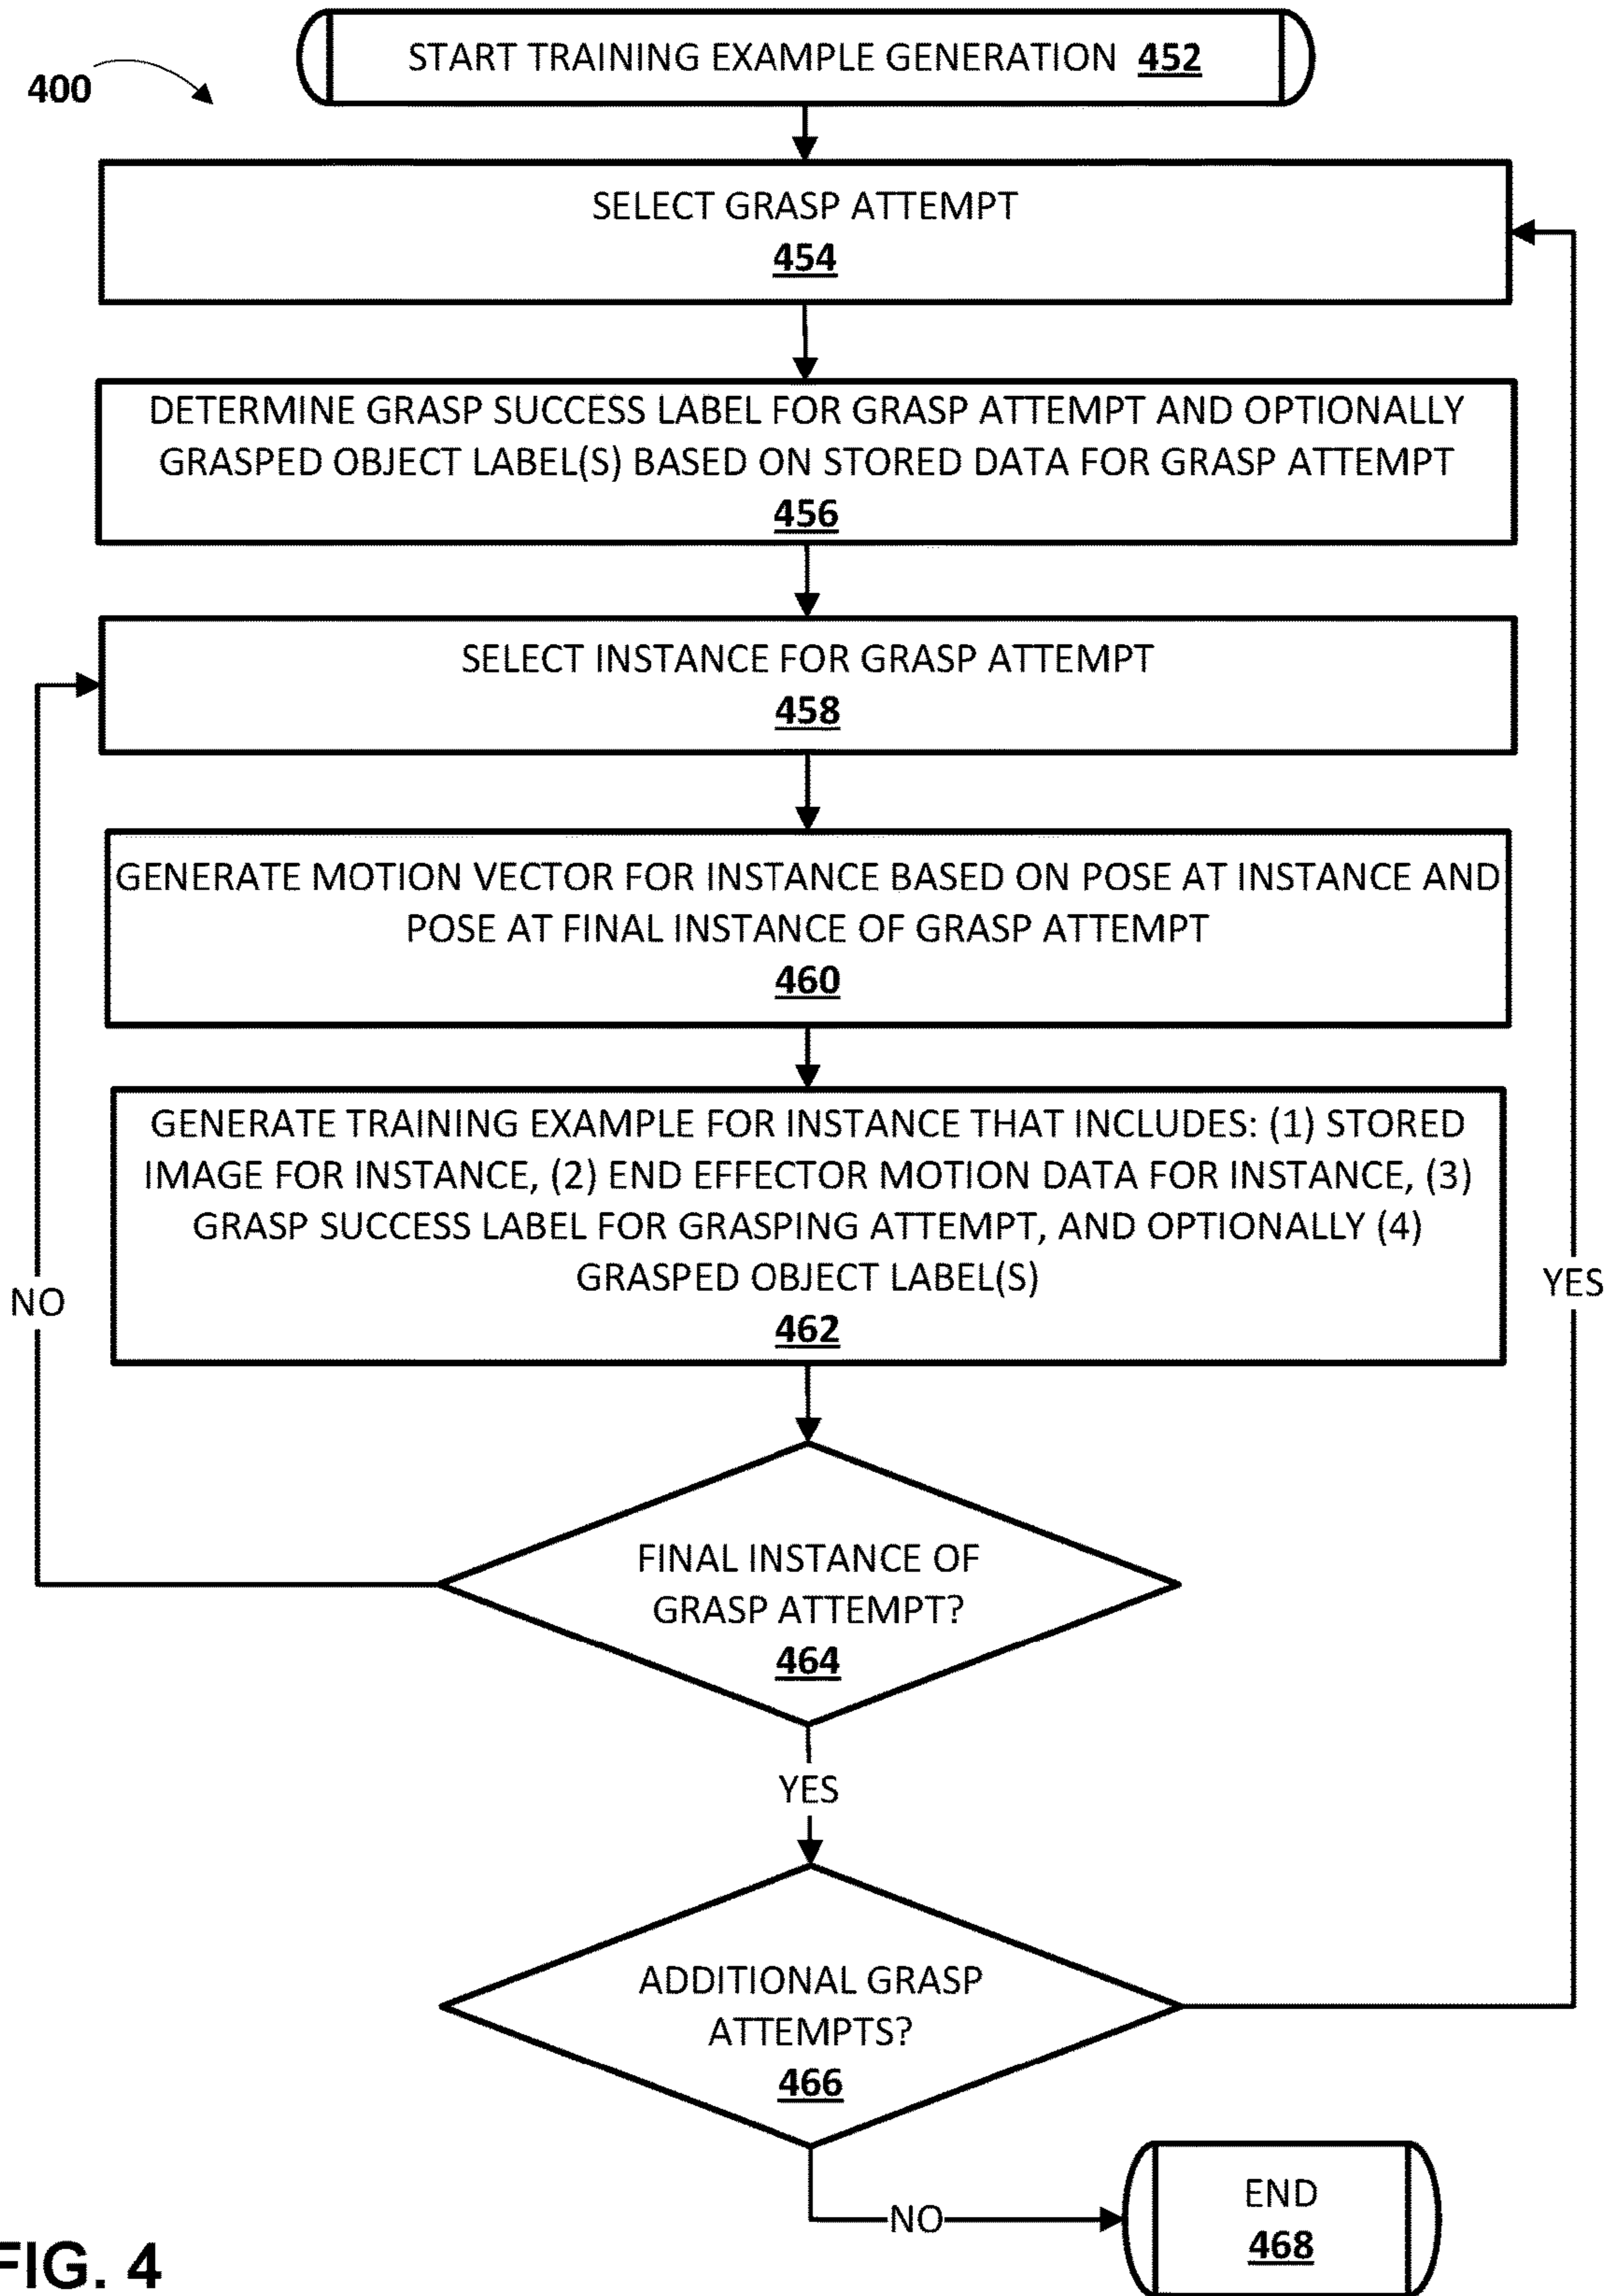 START TRAINING EXAMPLE GENERATION 452
400
SELECT GRASP ATTEMPT
454
DETERMINE GRASP SUCCESS LABEL FOR GRASP ATTEMPT AND OPTIONALLY
GRASPED OBJECT LABEL(S) BASED ON STORED DATA FOR GRASP ATTEMPT
456
SELECT INSTANCE FOR GRASP ATTEMPT
458
GENERATE MOTION VECTOR FOR INSTANCE BASED ON POSE AT INSTANCE AND
POSE AT FINAL INSTANCE OF GRASP ATTEMPT
460
GENERATE TRAINING EXAMPLE FOR INSTANCE THAT INCLUDES: (1) STORED
IMAGE FOR INSTANCE, (2) END EFFECTOR MOTION DATA FOR INSTANCE, (3)
GRASP SUCCESS LABEL FOR GRASPING ATTEMPT, AND OPTIONALLY (4)
GRASPED OBJECT LABEL(S)
462
NO
YES
FINAL INSTANCE OF
GRASP ATTEMPT?
464
YES
ADDITIONAL GRASP
ATTEMPTS?
466
NO
END
468
FIG. 4